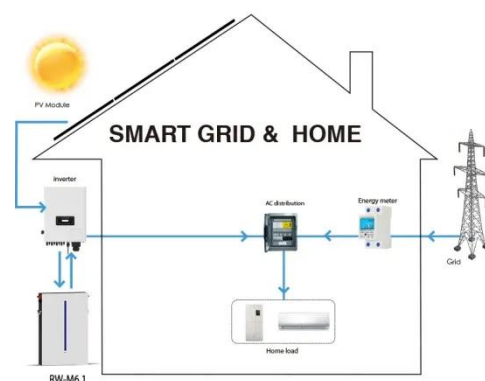 PV Module
SMART GRID & HOME
Inverter
AC distribution
Energy meter
Grid
Home load
RW-M6.1